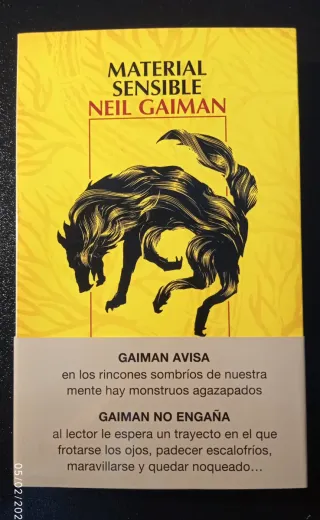 MATERIAL
SENSIBLE
NEIL GAIMAN
GAIMAN AVISA
en los rincones sombríos de nuestra
mente hay monstruos agazapados
GAIMAN NO ENGAÑA
al lector le espera un trayecto en el que
frotarse los ojos, padecer escalofríos,
maravillarse y quedar noqueado...